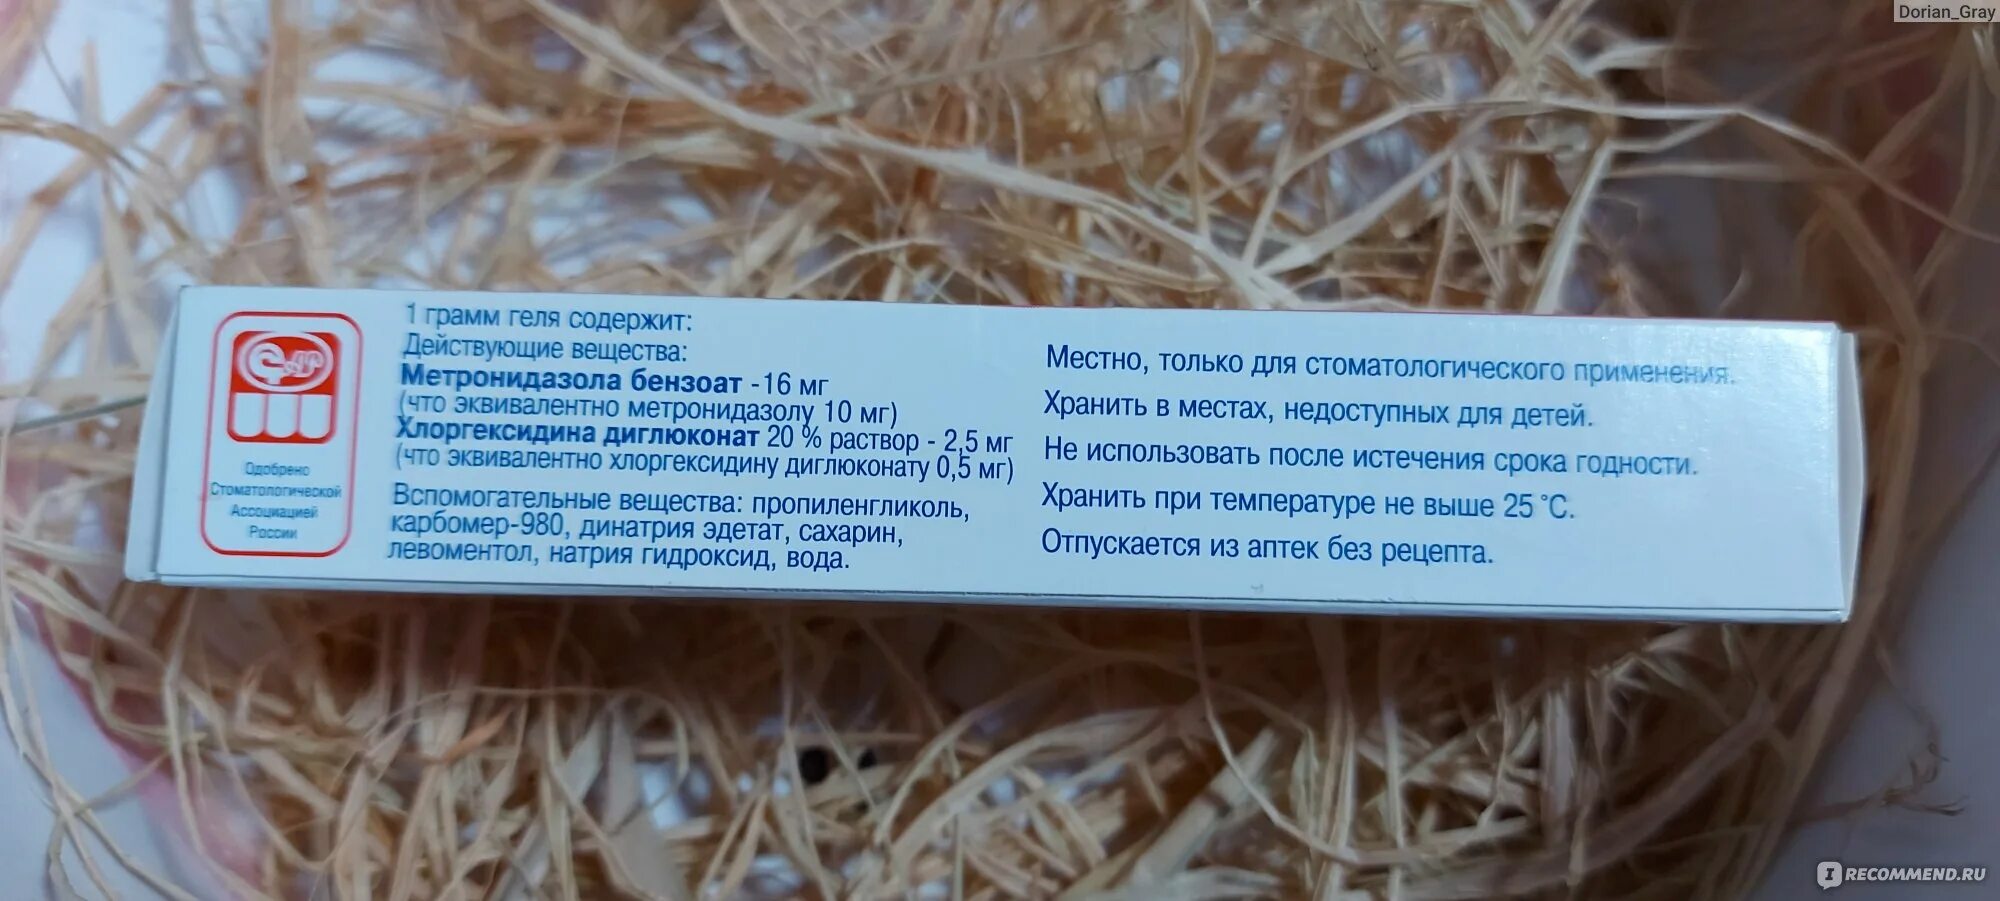 Dorian_Gray
САР
Одобрено
Стоматологической
Ассоциацией
России
1 грамм геля содержит:
Действующие вещества:
Метронидазола бензоат -16 мг
(что эквивалентно метронидазолу 10 мг)
Хлоргексидина диглюконат 20 % раствор - 2,5 мг
(что эквивалентно хлоргексидину диглюконату 0,5 мг)
Вспомогательные вещества: пропиленгликоль,
карбомер-980, динатрия эдетат, сахарин,
левоментол, натрия гидроксид, вода.
Местно, только для стоматологического применения.
Хранить в местах, недоступных для детей.
Не использовать после истечения срока годности.
Хранить при температуре не выше 25 °С.
Отпускается из аптек без рецепта.
I RECOMMEND.RU